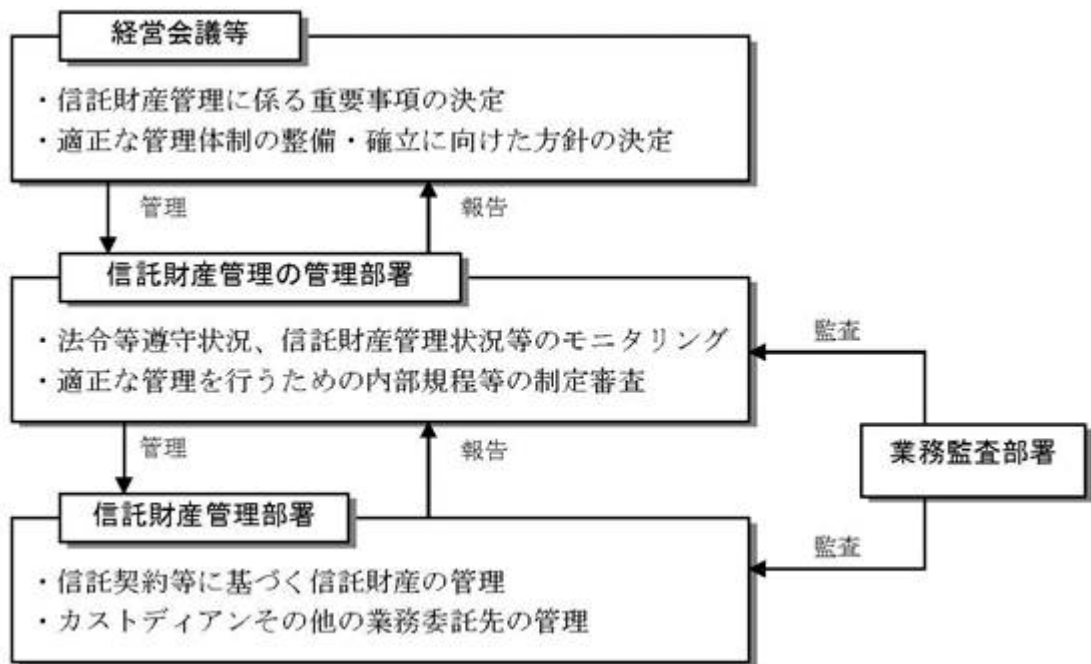 経営会議等
・信託財産管理に係る重要事項の決定
・適正な管理体制の整備・確立に向けた方針の決定
管理
報告
信託財産管理の管理部署
・法令等遵守状況、信託財産管理状況等のモニタリング
・適正な管理を行うための内部規程等の制定審査
監査
管理
報告
業務監査部署
信託財産管理部署
監査
・信託契約等に基づく信託財産の管理
・カストディアンその他の業務委託先の管理